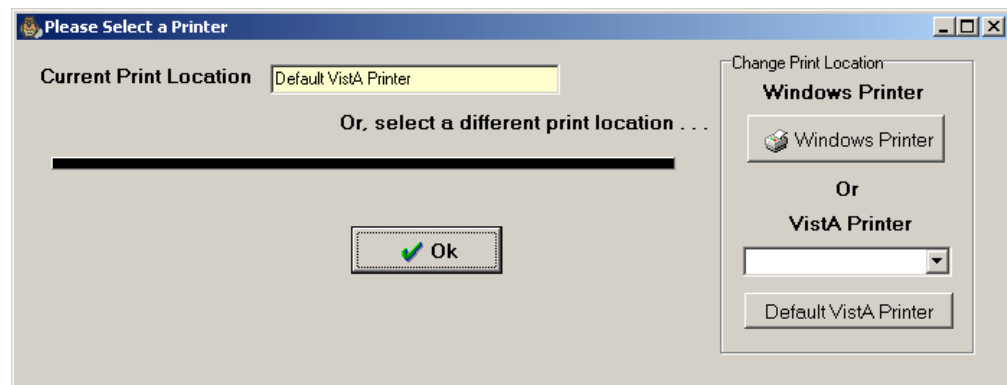 Please Select a Printer
Current Print Location
Default VistA Printer
Or, select a different print location . . .
Ok
Change Print Location
Windows Printer
Windows Printer
Or
VistA Printer
Default VistA Printer